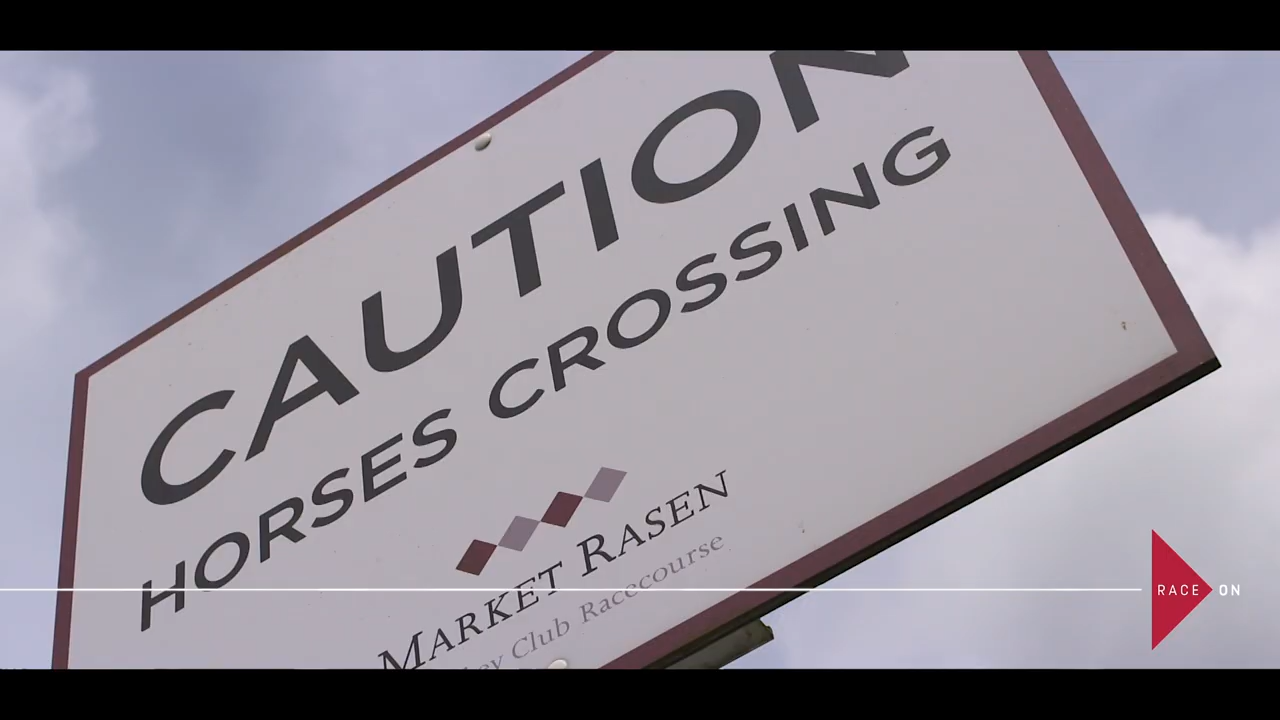 CAUTION
HORSES CROSSING
MARKET RASEN
Club Racecourse
RACE ON